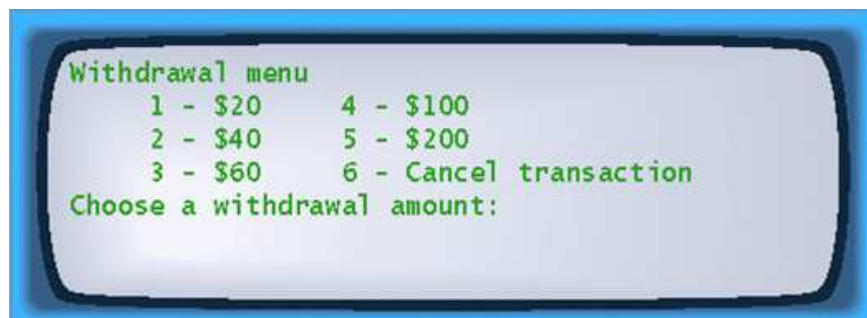 Withdrawal menu
1 - $20 4 - $100
2 - $40 5 - $200
3 - $60 6 - Cancel transaction
Choose a withdrawal amount: